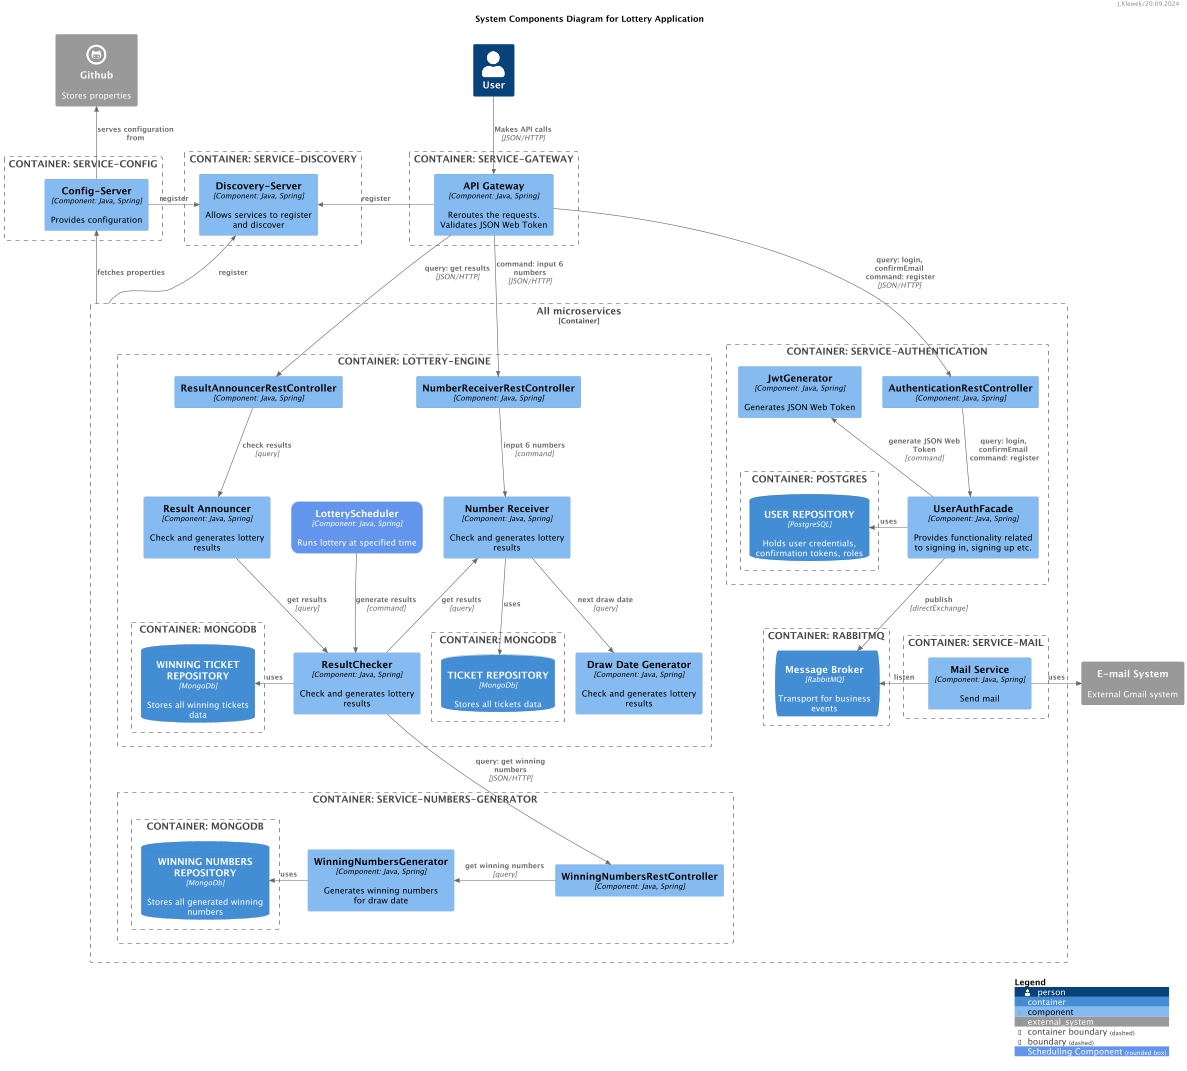 J.Klewek/20.09.2024
System Components Diagram for Lottery Application
Github
Stores properties
User
serves configuration
from
Makes API calls
[JSON/HTTP]
CONTAINER: SERVICE-CONFIG
Config-Server
[Component: Java, Spring]
Provides configuration
register
CONTAINER: SERVICE-DISCOVERY
Discovery-Server
[Component: Java, Spring]
Allows services to register
and discover
register
CONTAINER: SERVICE-GATEWAY
API Gateway
[Component: Java, Spring]
Reroutes the requests.
Validates JSON Web Token
fetches properties
register
query: get results
[JSON/HTTP]
command: input 6
numbers
[JSON/HTTP]
query: login,
confirmEmail
command: register
[JSON/HTTP]
All microservices
[Container]
CONTAINER: LOTTERY-ENGINE
ResultAnnouncerRestController
[Component: Java, Spring]
NumberReceiverRestController
[Component: Java, Spring]
check results
[query]
input 6 numbers
[command]
Result Announcer
[Component: Java, Spring]
Check and generates lottery
results
LotteryScheduler
[Component: Java, Spring]
Runs lottery at specified time
Number Receiver
[Component: Java, Spring]
Check and generates lottery
results
get results
[query]
generate results
[command]
get results
[query]
uses
next draw date
[query]
CONTAINER: MONGODB
WINNING TICKET
REPOSITORY
[MongoDb]
Stores all winning tickets
data
uses
ResultChecker
[Component: Java, Spring]
Check and generates lottery
results
CONTAINER: MONGODB
TICKET REPOSITORY
[MongoDb]
Stores all tickets data
Draw Date Generator
[Component: Java, Spring]
Check and generates lottery
results
CONTAINER: SERVICE-AUTHENTICATION
JwtGenerator
[Component: Java, Spring]
Generates JSON Web Token
AuthenticationRestController
[Component: Java, Spring]
generate JSON Web
Token
[command]
query: login,
confirmEmail
command: register
CONTAINER: POSTGRES
USER REPOSITORY
[PostgreSQL]
Holds user credentials,
confirmation tokens, roles
uses
UserAuthFacade
[Component: Java, Spring]
Provides functionality related
to signing in, signing up etc.
publish
[directExchange]
CONTAINER: RABBITMQ
Message Broker
[RabbitMQ]
Transport for business
events
listen
CONTAINER: SERVICE-MAIL
Mail Service
[Component: Java, Spring]
Send mail
uses
E-mail System
External Gmail system
query: get winning
numbers
[JSON/HTTP]
CONTAINER: SERVICE-NUMBERS-GENERATOR
CONTAINER: MONGODB
WINNING NUMBERS
REPOSITORY
[MongoDb]
Stores all generated winning
numbers
uses
WinningNumbersGenerator
[Component: Java, Spring]
Generates winning numbers
for draw date
get winning numbers
[query]
WinningNumbersRestController
[Component: Java, Spring]
Legend
person
container
component
external_system
container boundary (dashed)
boundary (dashed)
Scheduling Component (rounded box)